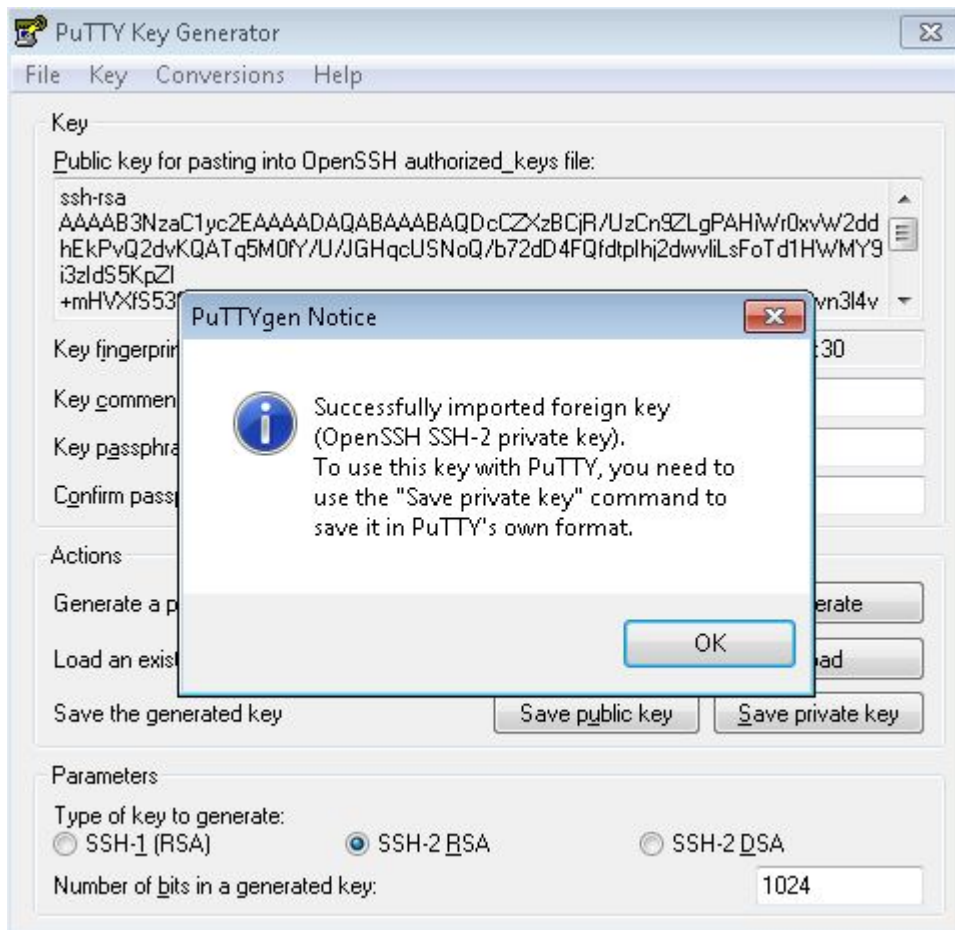 PuTTY Key Generator
File Key Conversions Help
Key
Public key for pasting into OpenSSH authorized_keys file:
ssh-rsa
AAAAB3NzaC1yc2EAAAADAQABAAABAQDcCZXzBCjR/UzCn9ZLgPAHiWr0xvW2dd
hEkPvQ2dvKQATq5M0fY/U/JGHqcUSNoQ/b72dD4FQfdtpIhj2dwvliLsFoTd1HWMY9
i3zIdS5KpZI
+mHVXfS53 vn3l4v
PuTTYgen Notice
Key fingerprin :30
Key commen
Key passphra
Confirm passp
Successfully imported foreign key
(OpenSSH SSH-2 private key).
To use this key with PuTTY, you need to
use the "Save private key" command to
save it in PuTTY's own format.
OK
Actions
Generate a p erate
Load an exist ad
Save the generated key Save public key Save private key
Parameters
Type of key to generate:
SSH-1 (RSA) SSH-2 RSA SSH-2 DSA
Number of bits in a generated key: 1024